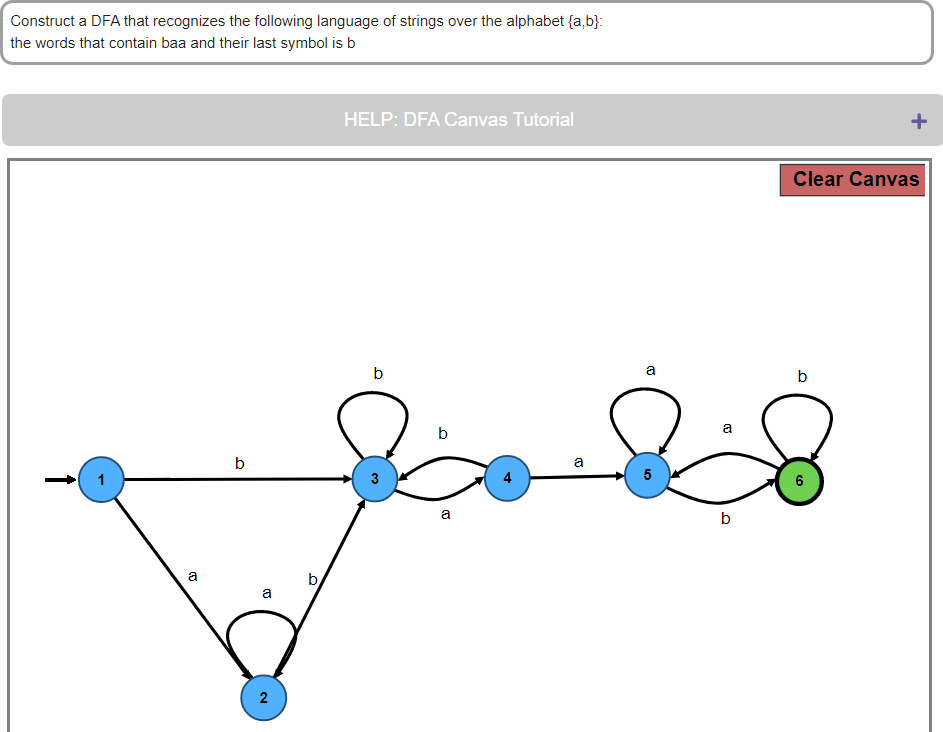 Construct a DFA that recognizes the following language of strings over the alphabet {a,b}:
the words that contain baa and their last symbol is b
HELP: DFA Canvas Tutorial +
Clear Canvas
b b a b
b a
b a
1 3 4 5 6
a b
a b
a
2